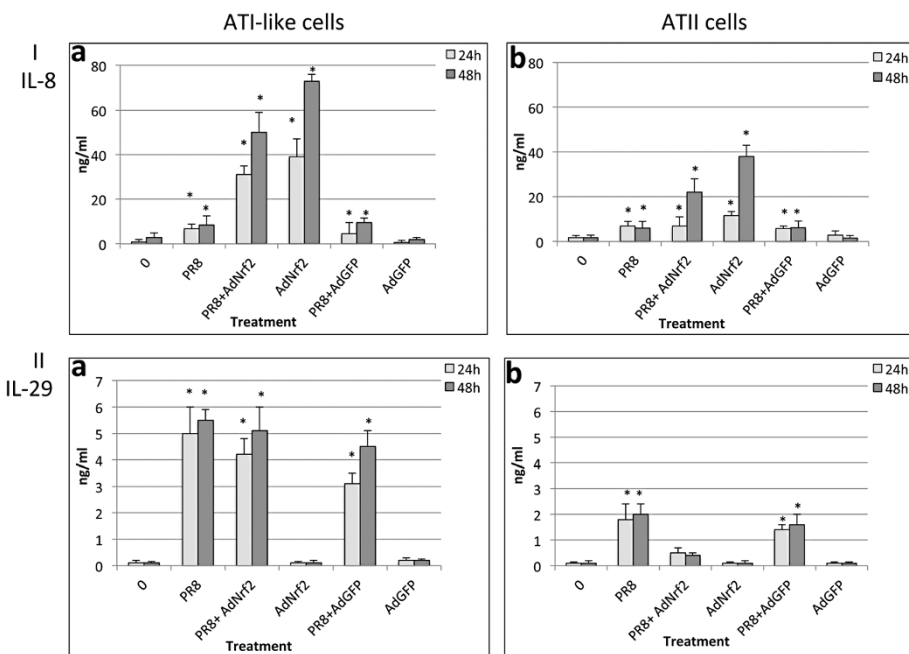 ATI-like cells
ATII cells
I
IL-8
a
24h
48h
80
60
40
20
0
ng/ml
* * * * * * * *
0
PR8
PR8+AdNrf2
AdNrf2
PR8+AdGFP
AdGFP
Treatment
b
24h
48h
80
60
40
20
0
ng/ml
* * * * * * * *
0
PR8
PR8+ AdNrf2
AdNrf2
PR8+AdGFP
AdGFP
Treatment
II
IL-29
a
24h
48h
7
6
5
4
3
2
1
0
ng/ml
* * * * * *
0
PR8
PR8+ AdNrf2
AdNrf2
PR8+AdGFP
AdGFP
Treatment
b
24h
48h
7
6
5
4
3
2
1
0
ng/ml
* * * *
0
PR8
PR8+ AdNrf2
AdNrf2
PR8+AdGFP
AdGFP
Treatment